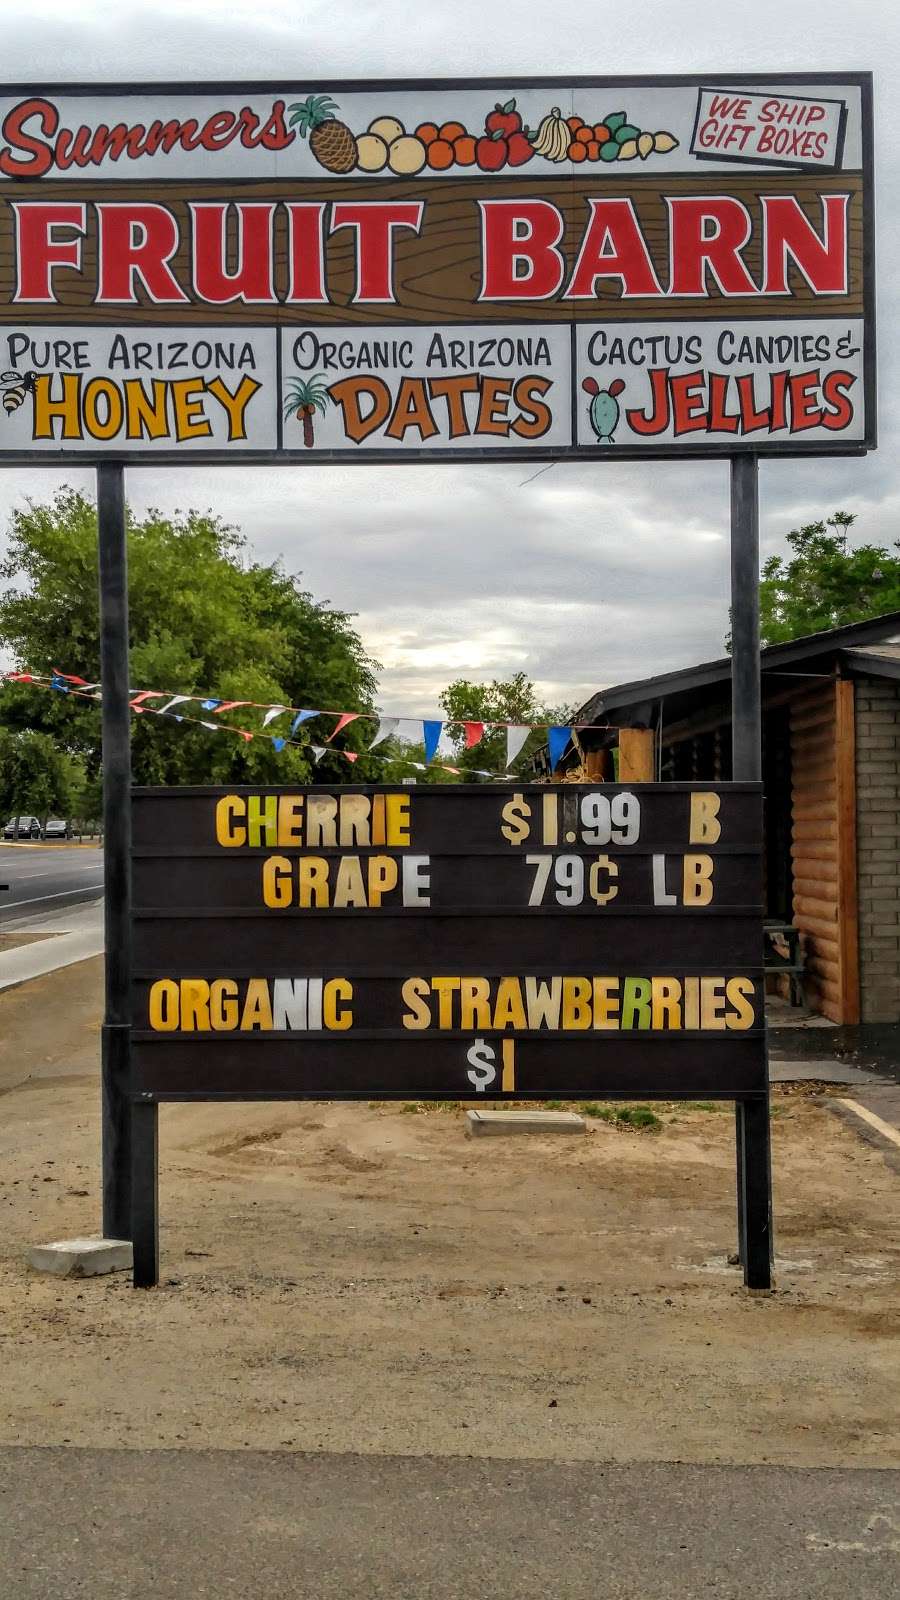 Summers
WE SHIP
GIFT BOXES
FRUIT BARN
PURE ARIZONA
HONEY
ORGANIC ARIZONA
DATES
CACTUS CANDIES &
JELLIES
CHERRIE $1.99 B
GRAPE 79¢ LB
ORGANIC STRAWBERRIES
$1